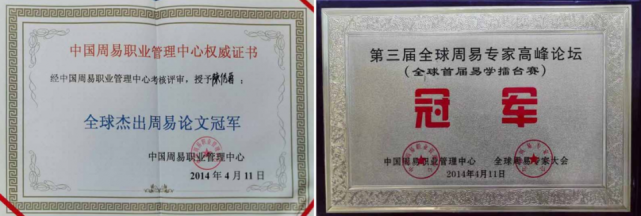 中国周易职业管理中心权威证书
经中国周易职业管理中心考核评审，授予
：
全球杰出周易论文冠军
中国周易职业管理中心
2014年4月11日
第三届全球周易专家高峰论坛
(全球首届易学擂台赛)
冠军
中国周易职业管理中心 全球周易专家大会
2014年4月11日